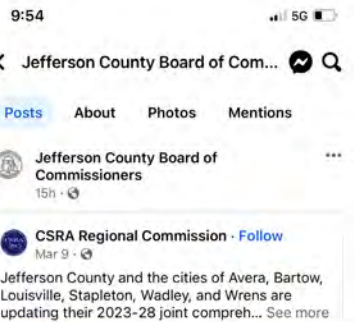 9:54
5G
Jefferson County Board of Com...
Posts About Photos Mentions
Jefferson County Board of
Commissioners
15h ·
CSRA Regional Commission · Follow
Mar 9 ·
Jefferson County and the cities of Avera, Bartow,
Louisville, Stapleton, Wadley, and Wrens are
updating their 2023-28 joint compreh... See more